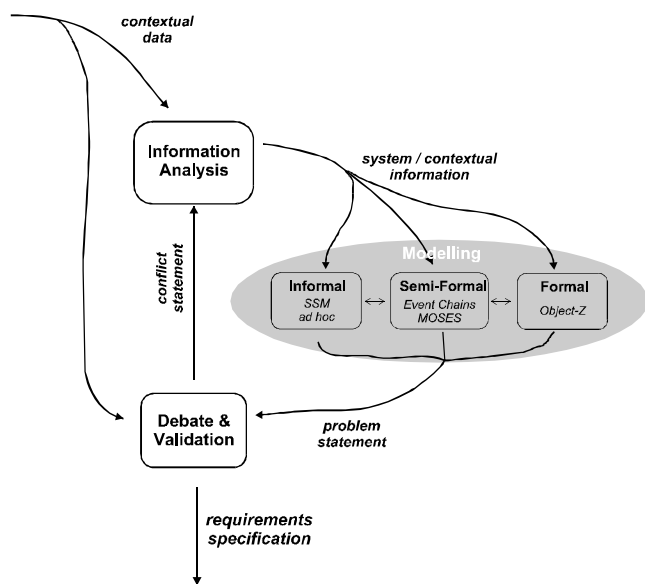 contextual
data
Information
Analysis
system / contextual
information
conflict
statement
Modelling
Informal
SSM
ad hoc
Semi-Formal
Event Chains
MOSES
Formal
Object-Z
Debate &
Validation
problem
statement
requirements
specification